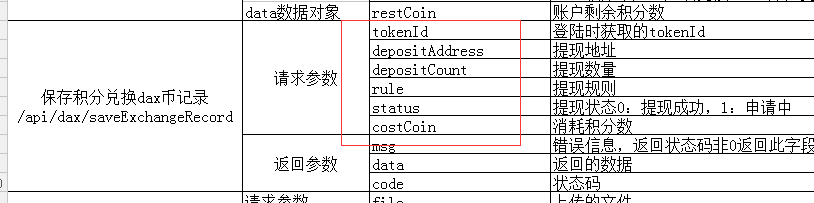 data数据对象 restCoin 账户剩余积分数
tokenId 登陆时获取的tokenId
depositAddress 提现地址
请求参数 depositCount 提现数量
保存积分兑换dax币记录 rule 提现规则
/api/dax/saveExchangeRecord status 提现状态0：提现成功，1：申请中
costCoin 消耗积分数
msg 错误信息，返回状态码非0返回此字段
返回参数 data 返回的数据
code 状态码
请求参数 file 上传的文件